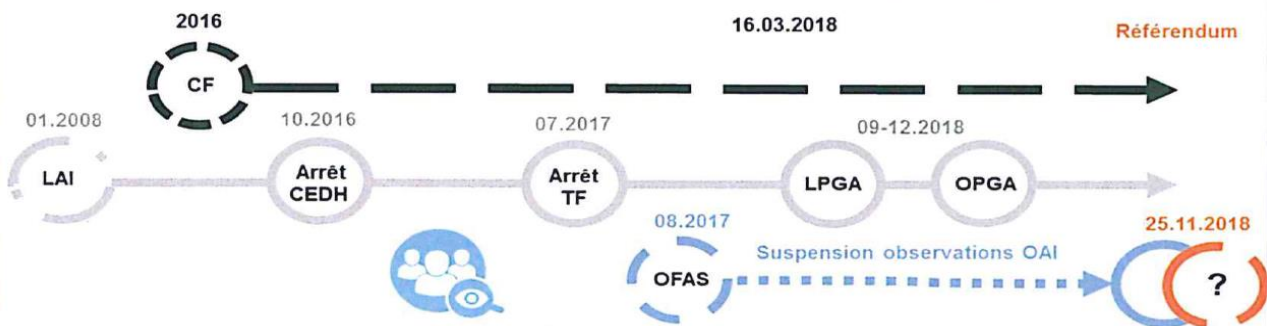 2016
16.03.2018
Référendum
CF
01.2008
10.2016
07.2017
09-12.2018
LAI
Arrêt
CEDH
Arrêt
TF
LPGA
OPGA
08.2017
25.11.2018
OFAS
Suspension observations OAI
?